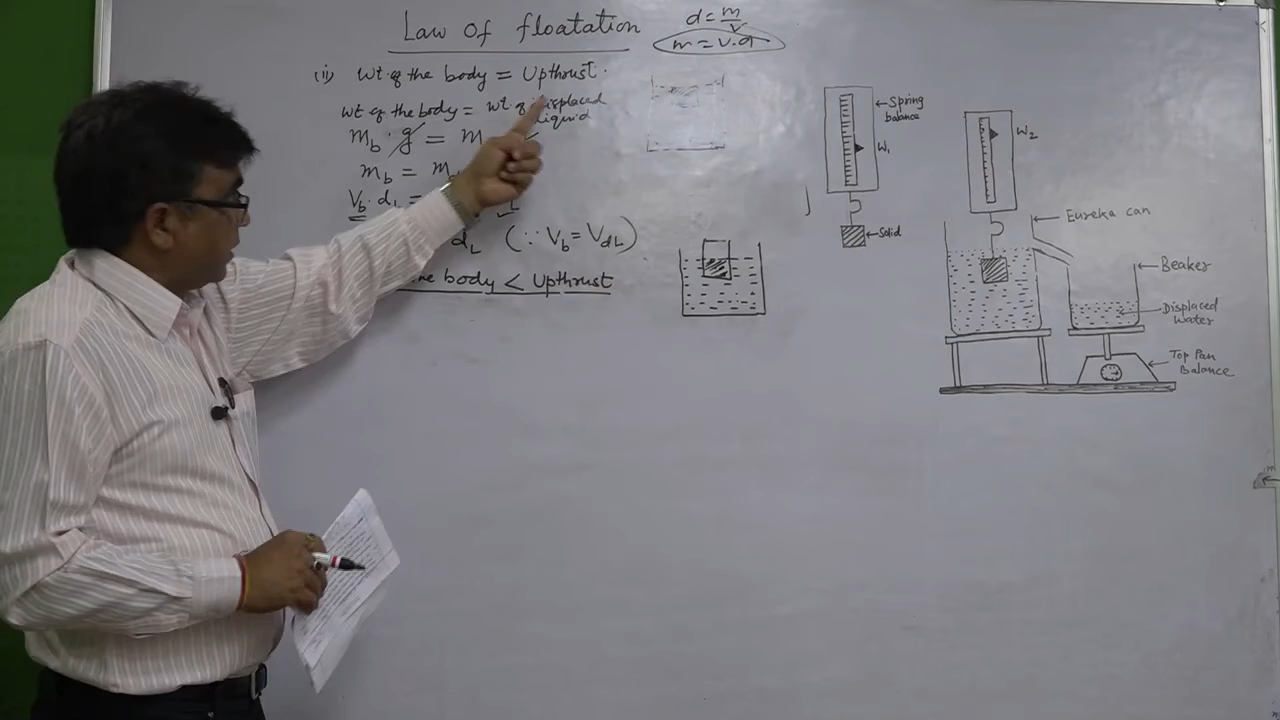 Law of floatation
d = m/v
m = v.d
(ii) Wt. of the body = Upthrust.
Wt of the body = Wt of displaced
liquid
m_b . g = m
m_b = m
V_b . d_L =
L
d_L (∵ V_b = V_dL)
the body < Upthrust
Spring
balance
W₁
Solid
W₂
Eureka can
Beaker
Displaced
Water
Top Pan
Balance